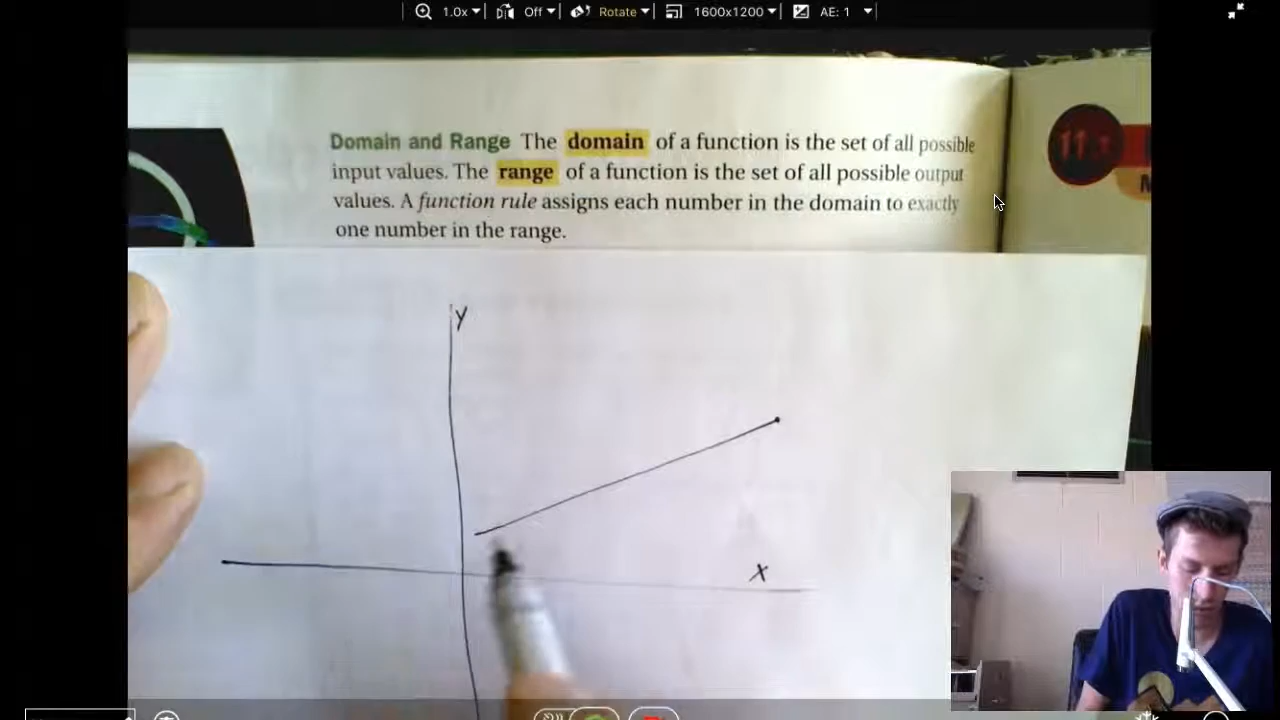 1.0x Off Rotate 1600x1200 AE: 1
Domain and Range The domain of a function is the set of all possible
input values. The range of a function is the set of all possible output
values. A function rule assigns each number in the domain to exactly
one number in the range.
y
x